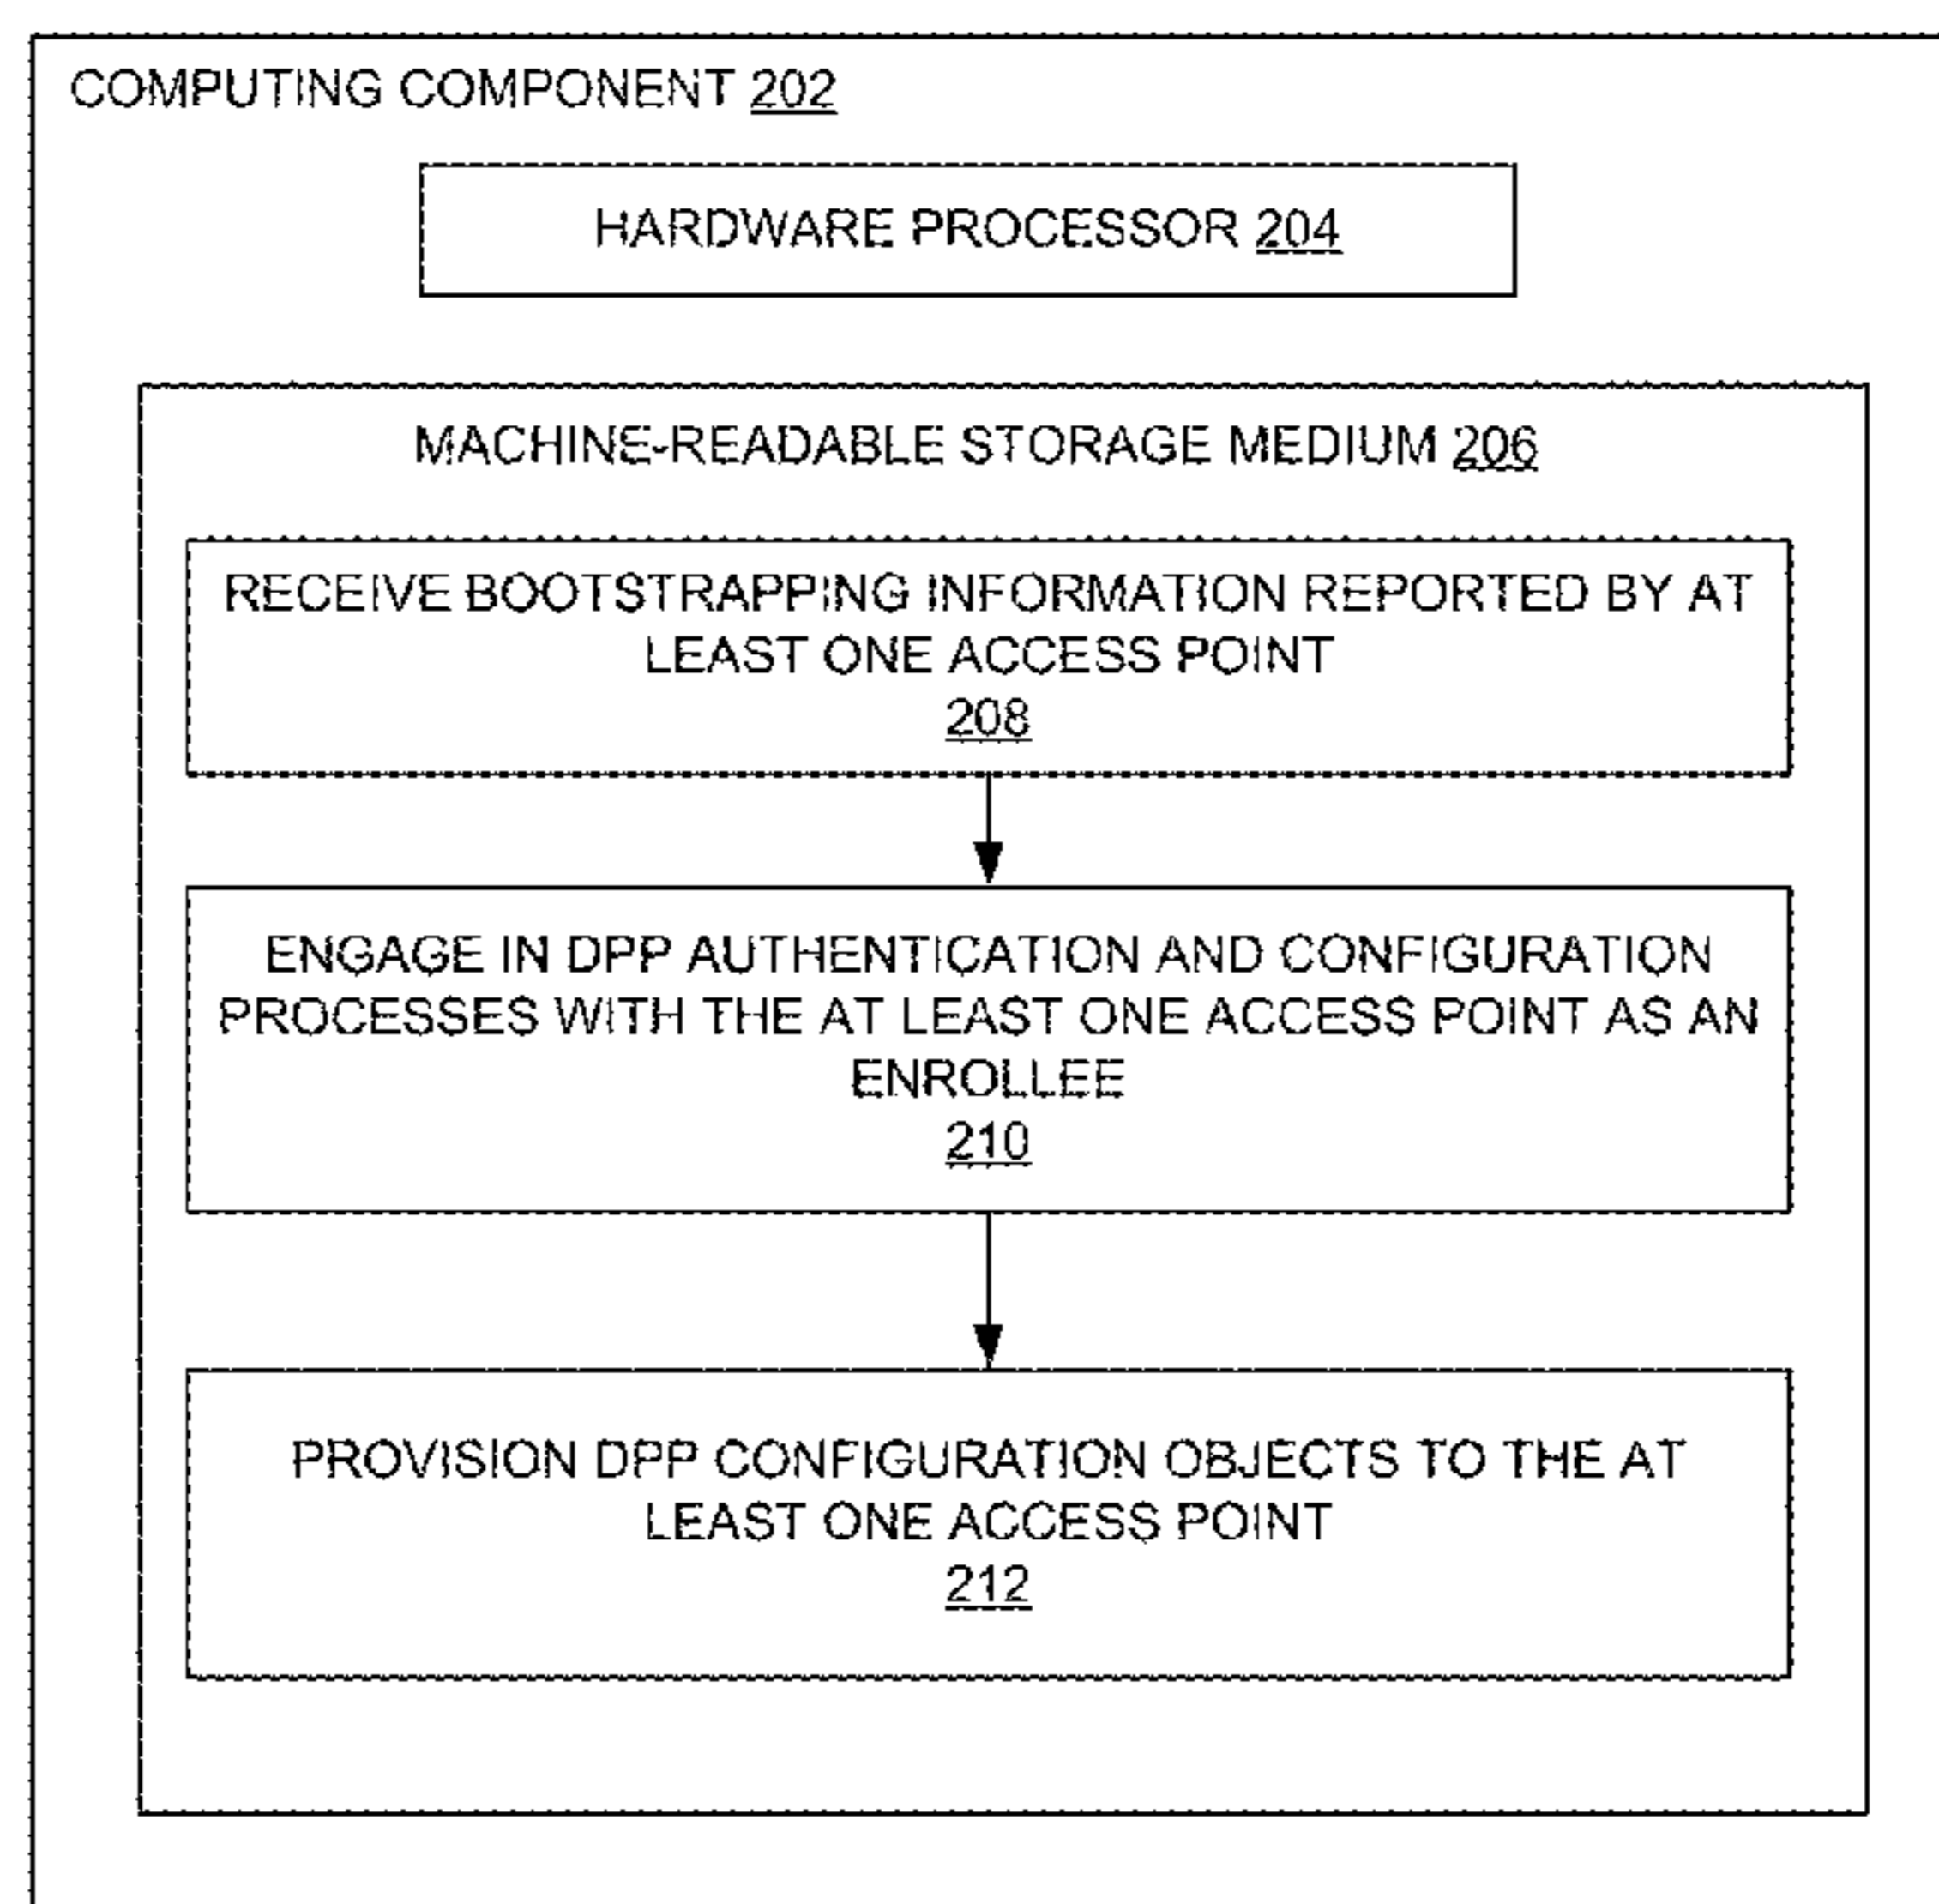 COMPUTING COMPONENT 202
HARDWARE PROCESSOR 204
MACHINE-READABLE STORAGE MEDIUM 206
RECEIVE BOOTSTRAPPING INFORMATION REPORTED BY AT
LEAST ONE ACCESS POINT
208
ENGAGE IN DPP AUTHENTICATION AND CONFIGURATION
PROCESSES WITH THE AT LEAST ONE ACCESS POINT AS AN
ENROLLEE
210
PROVISION DPP CONFIGURATION OBJECTS TO THE AT
LEAST ONE ACCESS POINT
212